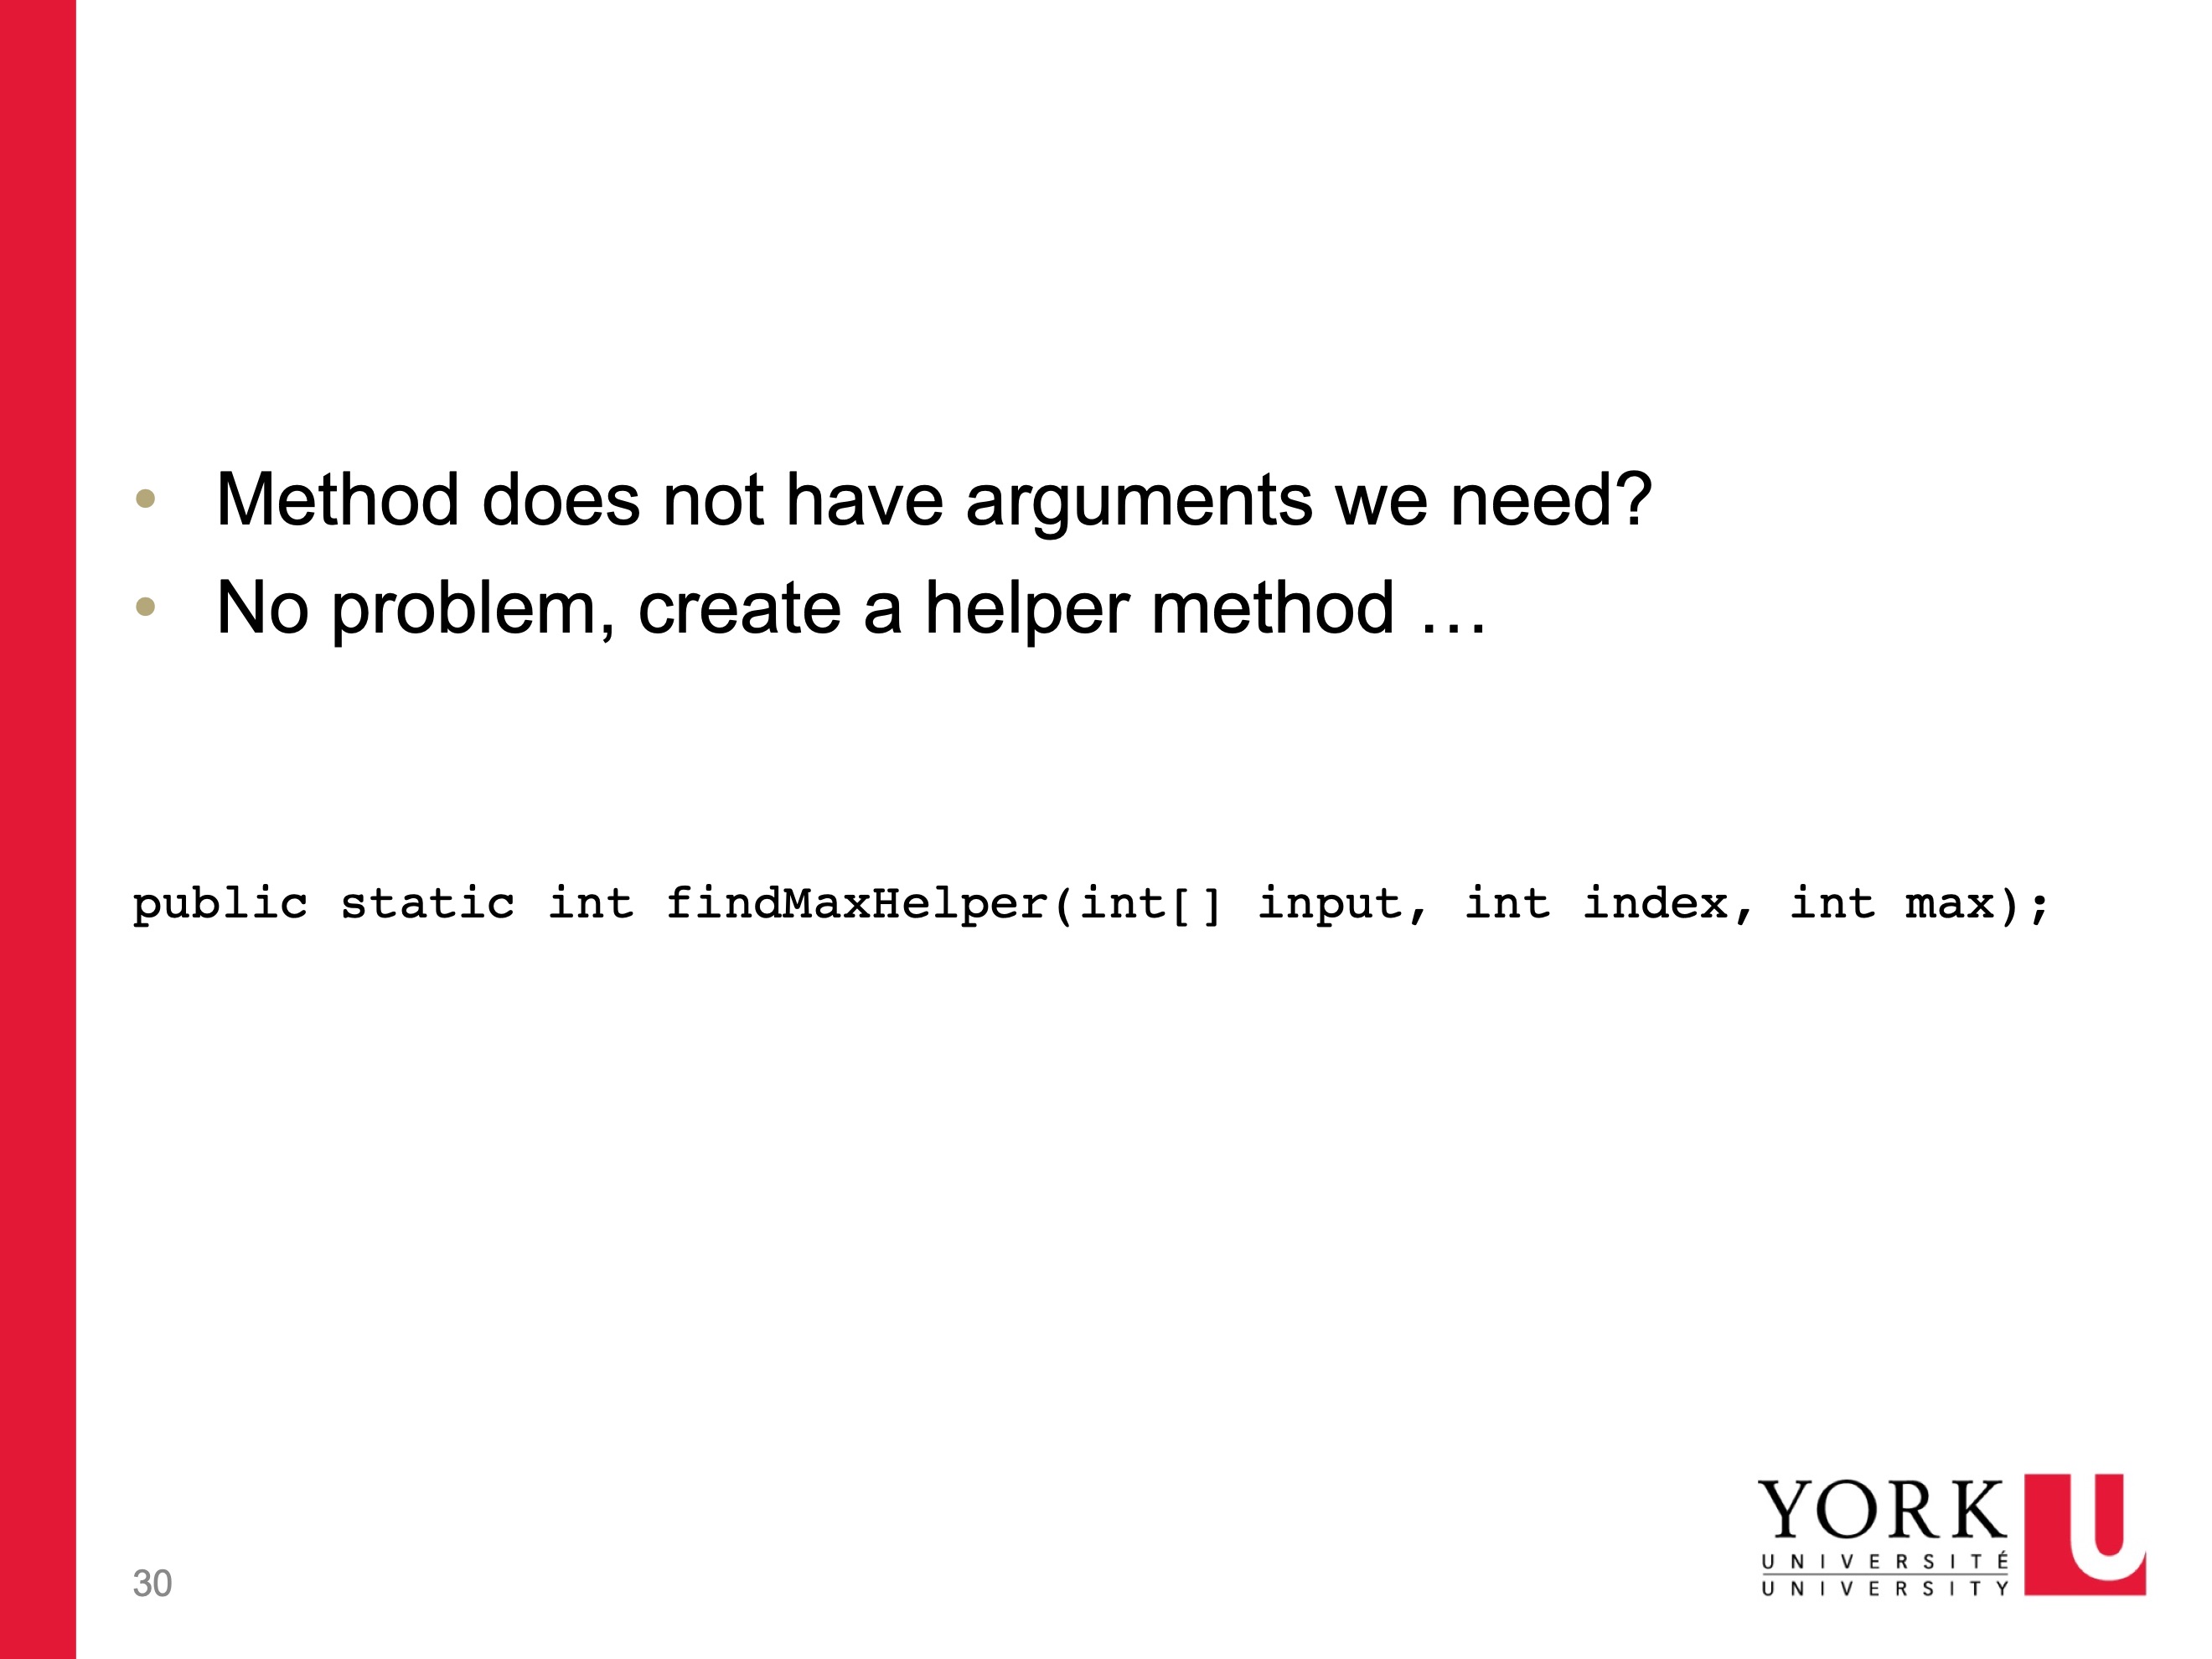 Method does not have arguments we need?
No problem, create a helper method …
public static int findMaxHelper(int[] input, int index, int max);
30
YORK
UNIVERSITÉ
UNIVERSITY
U